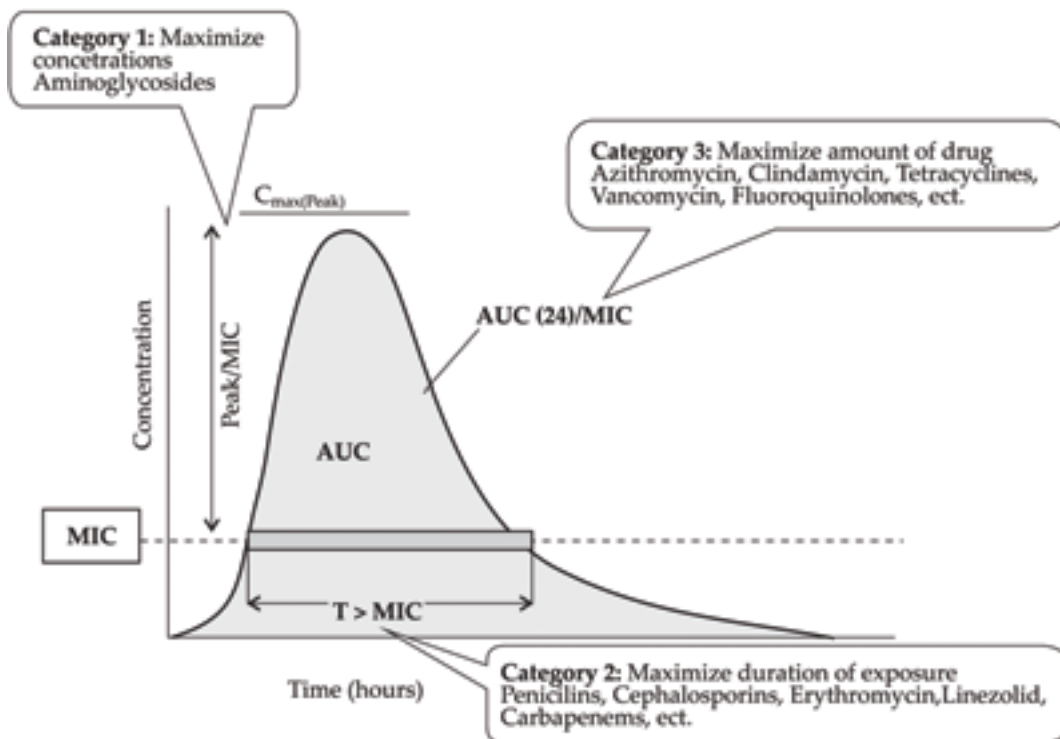 Category 1: Maximize
concetrations
Aminoglycosides
Category 3: Maximize amount of drug
Azithromycin, Clindamycin, Tetracyclines,
Vancomycin, Fluoroquinolones, ect.
Cmax(Peak)
AUC (24)/MIC
Concentration
Peak/MIC
AUC
MIC
T > MIC
Time (hours)
Category 2: Maximize duration of exposure
Penicilins, Cephalosporins, Erythromycin,Linezolid,
Carbapenems, ect.